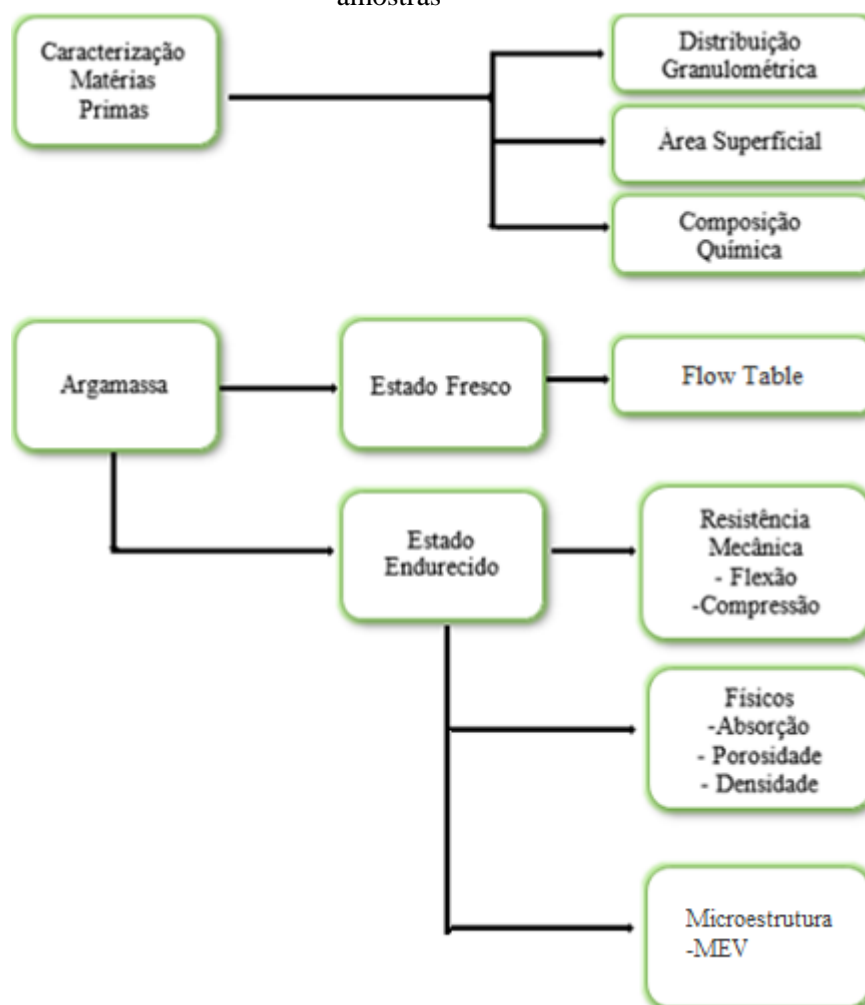 amostras
Caracterização
Matérias
Primas
Distribuição
Granulométrica
Área Superficial
Composição
Química
Argamassa
Estado Fresco
Flow Table
Estado
Endurecido
Resistência
Mecânica
- Flexão
-Compressão
Físicos
-Absorção
- Porosidade
- Densidade
Microestrutura
-MEV